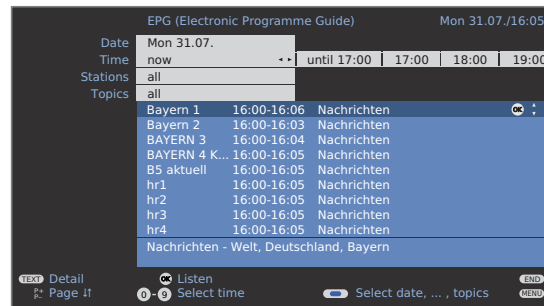 EPG (Electronic Programme Guide) Mon 31.07./16:05
Date Mon 31.07.
Time now until 17:00 17:00 18:00 19:00
Stations all
Topics all
Bayern 1 16:00-16:06 Nachrichten OK
Bayern 2 16:00-16:03 Nachrichten
BAYERN 3 16:00-16:04 Nachrichten
BAYERN 4 K... 16:00-16:05 Nachrichten
B5 aktuell 16:00-16:05 Nachrichten
hr1 16:00-16:05 Nachrichten
hr2 16:00-16:05 Nachrichten
hr3 16:00-16:05 Nachrichten
hr4 16:00-16:05 Nachrichten
Nachrichten - Welt, Deutschland, Bayern
TEXT Detail OK Listen END
P+ P- Page ↓↑ 0 - 9 Select time Select date, ... , topics MENU